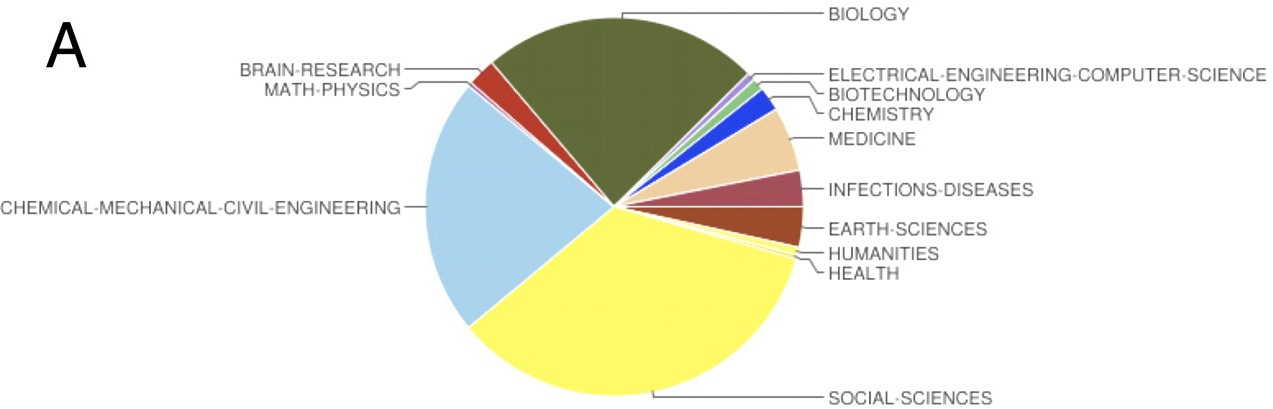 A
BIOLOGY
BRAIN-RESEARCH
MATH-PHYSICS
ELECTRICAL-ENGINEERING-COMPUTER-SCIENCE
BIOTECHNOLOGY
CHEMISTRY
MEDICINE
INFECTIONS-DISEASES
CHEMICAL-MECHANICAL-CIVIL-ENGINEERING
EARTH-SCIENCES
HUMANITIES
HEALTH
SOCIAL-SCIENCES